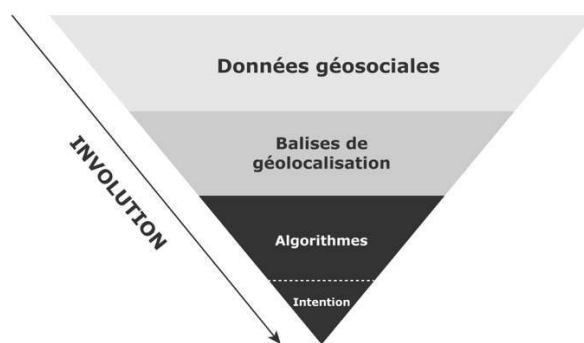 Données géosociales
Balises de
géolocalisation
INVOLUTION
Algorithmes
Intention